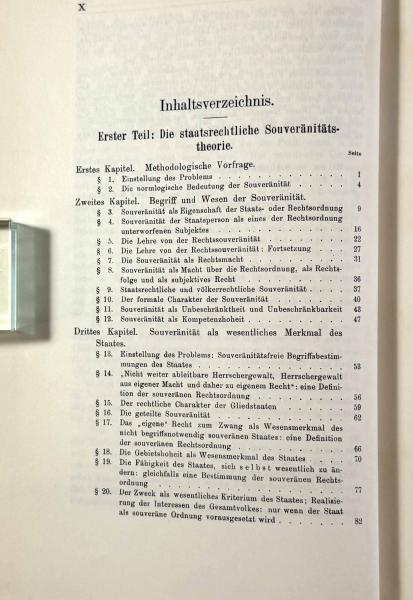 X
Inhaltsverzeichnis.
Erster Teil: Die staatsrechtliche Souveränitäts-
theorie.
Seite
Erstes Kapitel. Methodologische Vorfrage.
§ 1. Einstellung des Problems . . . . . . . . . . . . . . 1
§ 2. Die normlogische Bedeutung der Souveränität . . . . . 4
Zweites Kapitel. Begriff und Wesen der Souveränität.
§ 3. Souveränität als Eigenschaft der Staats- oder Rechtsordnung 9
§ 4. Souveränität der Staatsperson als eines der Rechtsordnung
unterworfenen Subjektes . . . . . . . . . . . . . . 16
§ 5. Die Lehre von der Rechtssouveränität . . . . . . . . 22
§ 6. Die Lehre von der Rechtssouveränität: Fortsetzung . . . 27
§ 7. Die Souveränität als Rechtsmacht . . . . . . . . . . 31
§ 8. Souveränität als Macht über die Rechtsordnung, als Rechts-
folge und als subjektives Recht . . . . . . . . . . . 36
§ 9. Staatsrechtliche und völkerrechtliche Souveränität . . . . 37
§ 10. Der formale Charakter der Souveränität . . . . . . . . 40
§ 11. Souveränität als Unbeschränktheit und Unbeschränkbarkeit 43
§ 12. Souveränität als Kompetenzhoheit . . . . . . . . . . 47
Drittes Kapitel. Souveränität als wesentliches Merkmal des
Staates.
§ 13. Einstellung des Problems: Souveränitätsfreie Begriffsbestim-
mungen des Staates . . . . . . . . . . . . . . . . 53
§ 14. „Nicht weiter ableitbare Herrschergewalt, Herrschergewalt
aus eigener Macht und daher zu eigenem Recht“: eine Defini-
tion der souveränen Rechtsordnung . . . . . . . . . . 56
§ 15. Der rechtliche Charakter der Gliedstaaten . . . . . . . 59
§ 16. Die geteilte Souveränität . . . . . . . . . . . . . . 62
§ 17. Das „eigene“ Recht zum Zwang als Wesensmerkmal des
nicht begriffsnotwendig souveränen Staates: eine Definition
der souveränen Rechtsordnung . . . . . . . . . . . . 66
§ 18. Die Gebietshoheit als Wesensmerkmal des Staates . . . . 70
§ 19. Die Fähigkeit des Staates, sich selbst wesentlich zu än-
dern: gleichfalls eine Bestimmung der souveränen Rechts-
ordnung . . . . . . . . . . . . . . . . . . . . . 77
§ 20. Der Zweck als wesentliches Kriterium des Staates; Realisie-
rung der Interessen des Gesamtvolkes: nur wenn der Staat
als souveräne Ordnung vorausgesetzt wird . . . . . . . 82